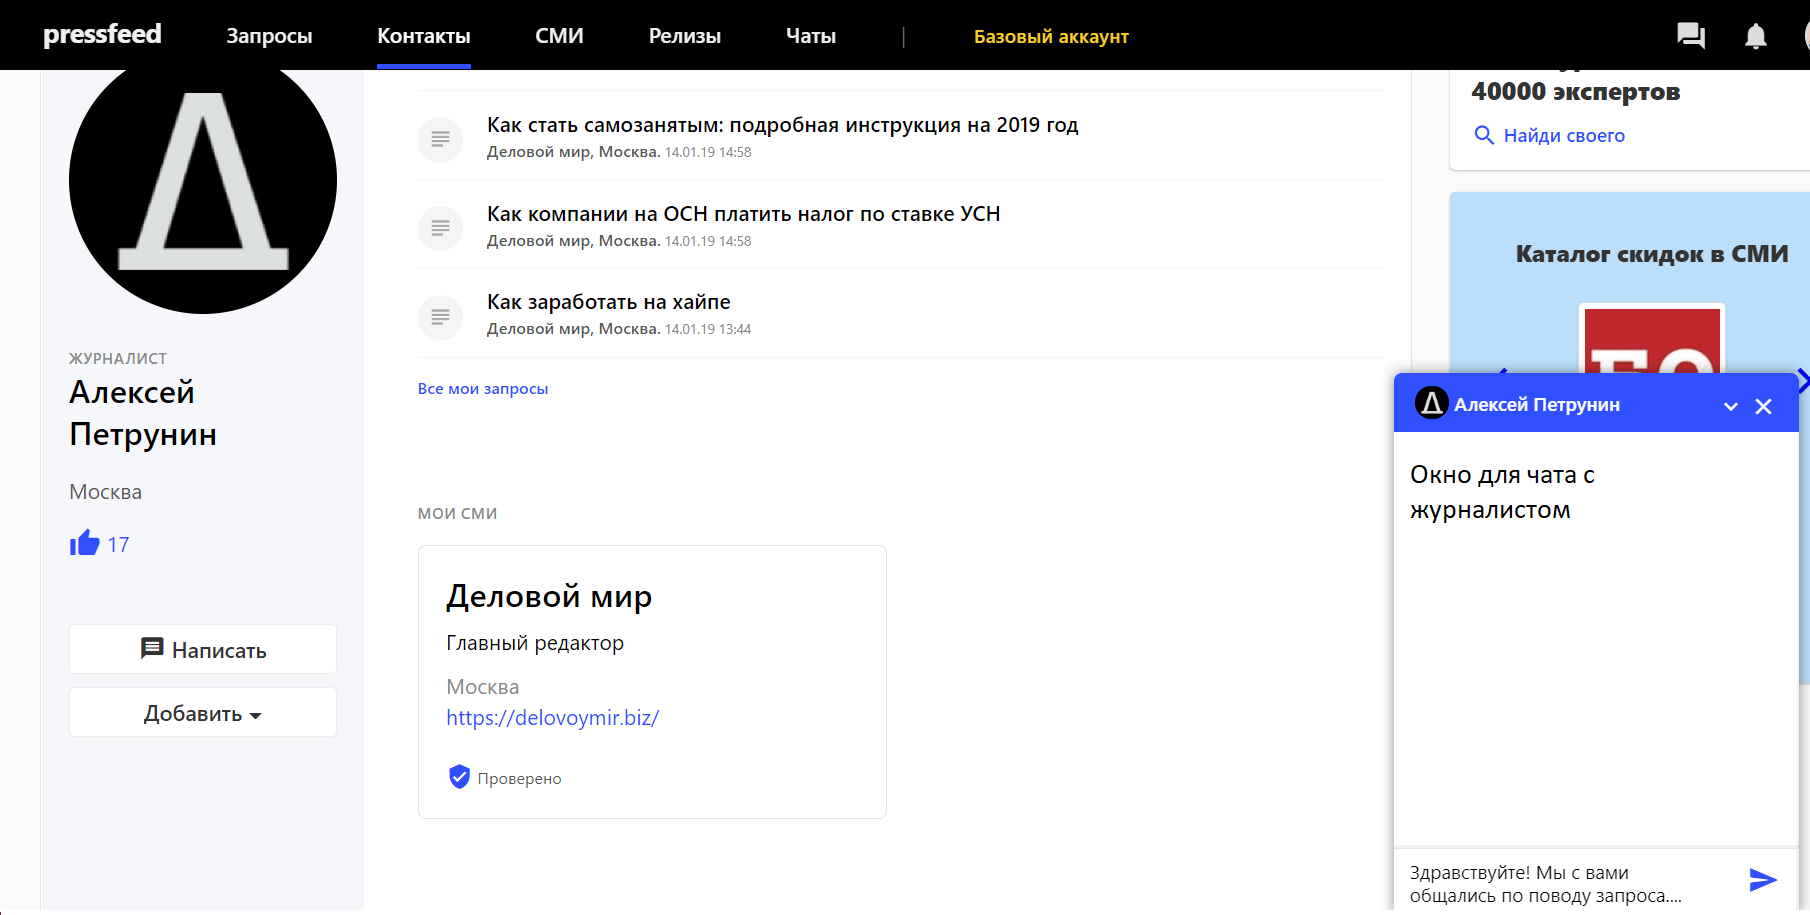 pressfeed
Запросы
Контакты
СМИ
Релизы
Чаты
|
Базовый аккаунт
Д
ЖУРНАЛИСТ
Алексей
Петрунин
Москва
17
Написать
Добавить
Как стать самозанятым: подробная инструкция на 2019 год
Деловой мир, Москва. 14.01.19 14:58
Как компании на ОСН платить налог по ставке УСН
Деловой мир, Москва. 14.01.19 14:58
Как заработать на хайпе
Деловой мир, Москва. 14.01.19 13:44
Все мои запросы
МОИ СМИ
Деловой мир
Главный редактор
Москва
https://delovoymir.biz/
Проверено
40000 экспертов
Найди своего
Каталог скидок в СМИ
Д Алексей Петрунин
Окно для чата с
журналистом
Здравствуйте! Мы с вами
общались по поводу запроса....